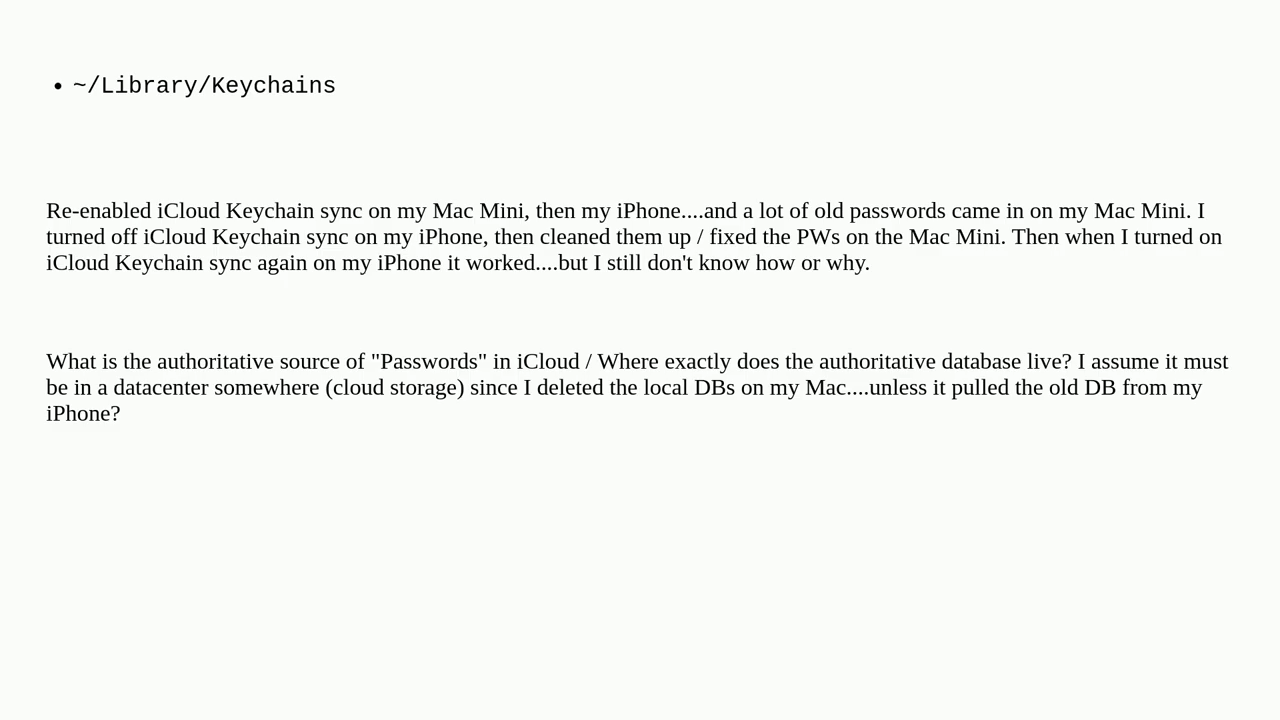 • ~/Library/Keychains
Re-enabled iCloud Keychain sync on my Mac Mini, then my iPhone....and a lot of old passwords came in on my Mac Mini. I
turned off iCloud Keychain sync on my iPhone, then cleaned them up / fixed the PWs on the Mac Mini. Then when I turned on
iCloud Keychain sync again on my iPhone it worked....but I still don't know how or why.
What is the authoritative source of "Passwords" in iCloud / Where exactly does the authoritative database live? I assume it must
be in a datacenter somewhere (cloud storage) since I deleted the local DBs on my Mac....unless it pulled the old DB from my
iPhone?